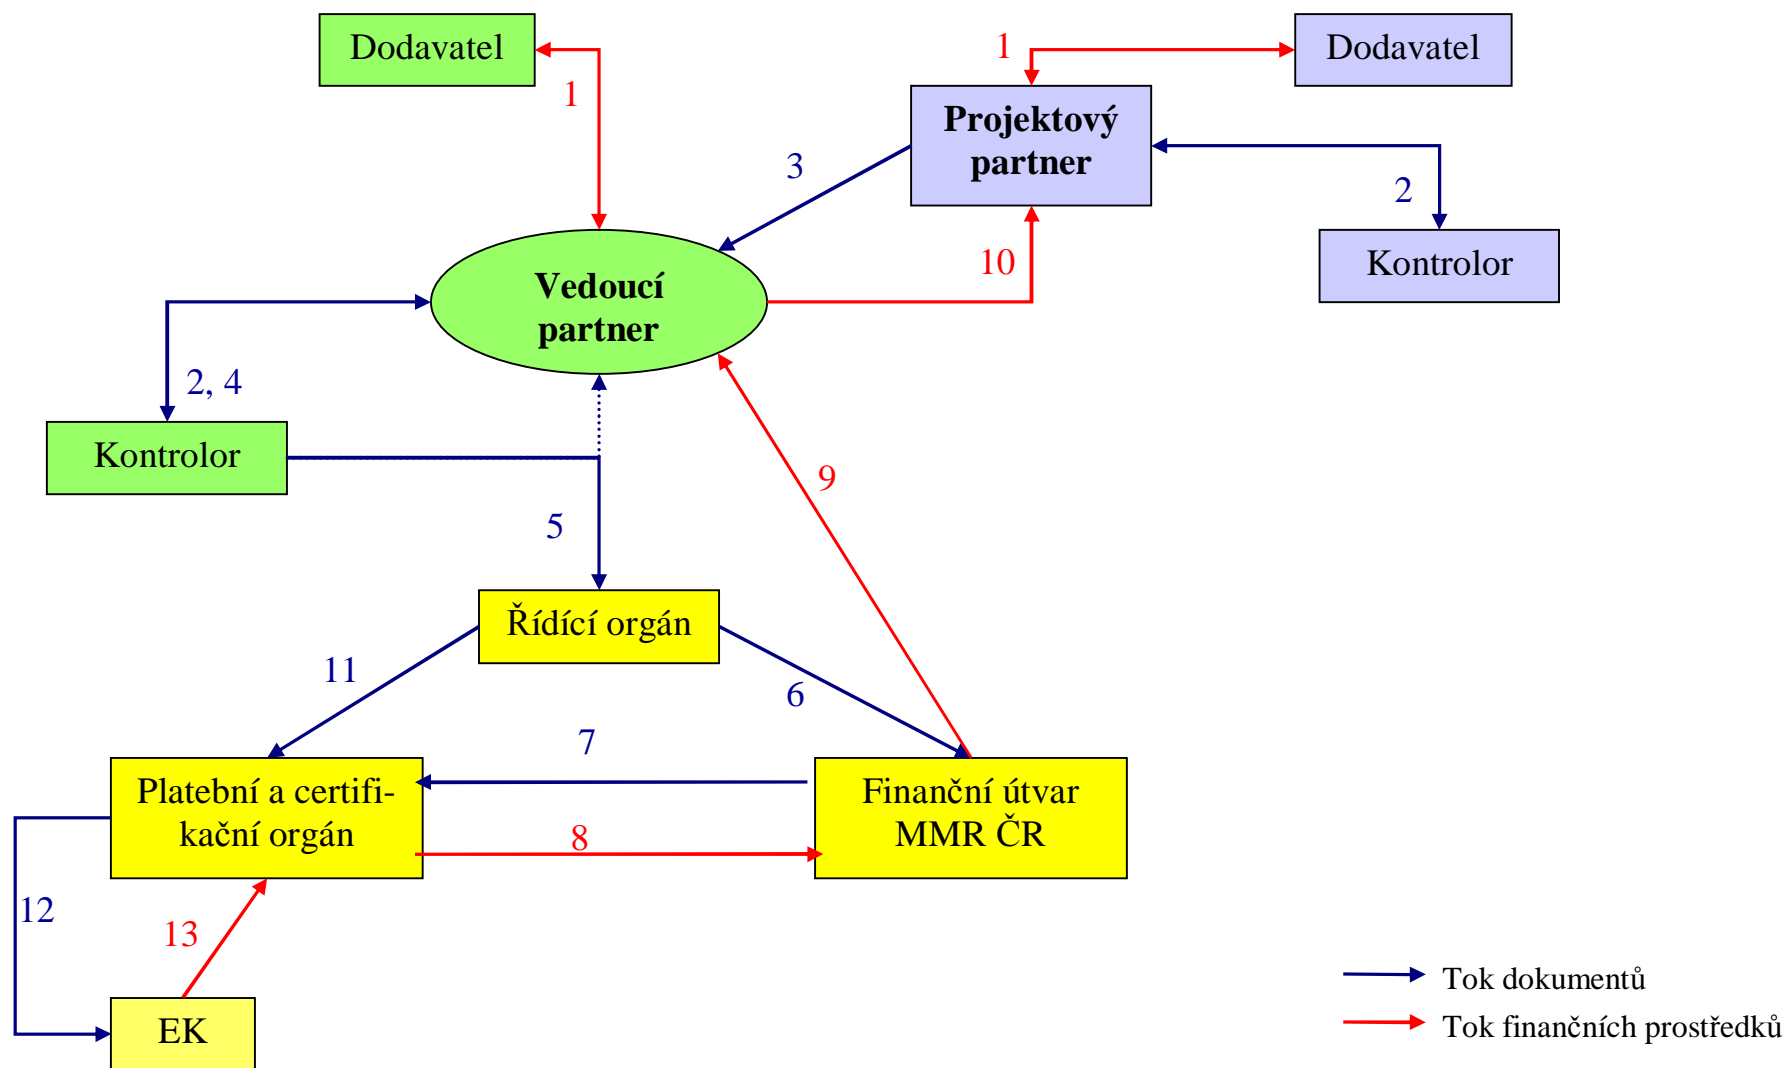 Dodavatel
1
Dodavatel
1
Projektový
partner
3
2
10
Kontrolor
Vedoucí
partner
2, 4
Kontrolor
9
5
Řídící orgán
11
6
7
Platební a certifi-
kační orgán
Finanční útvar
MMR ČR
8
12
13
EK
Tok dokumentů
Tok finančních prostředků